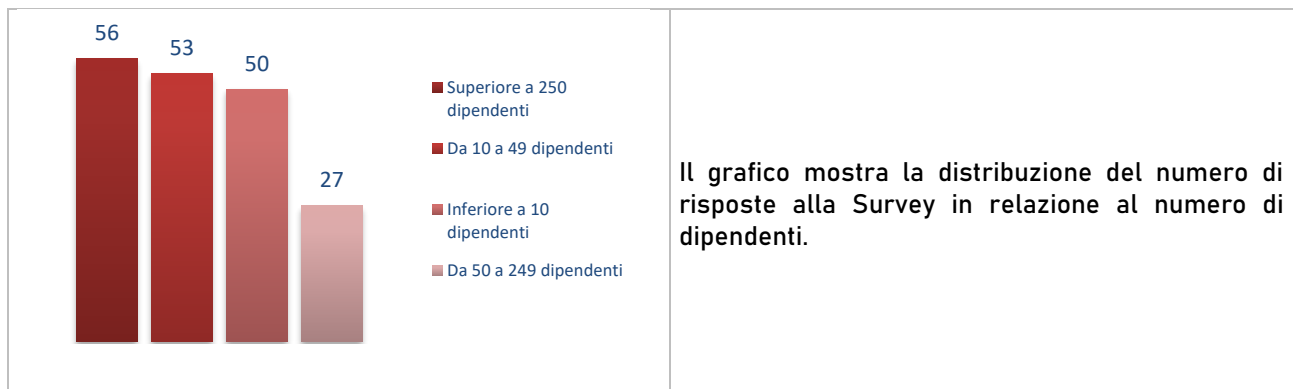 56
53
50
27
Superiore a 250
dipendenti
Da 10 a 49 dipendenti
Inferiore a 10
dipendenti
Da 50 a 249 dipendenti
Il grafico mostra la distribuzione del numero di
risposte alla Survey in relazione al numero di
dipendenti.